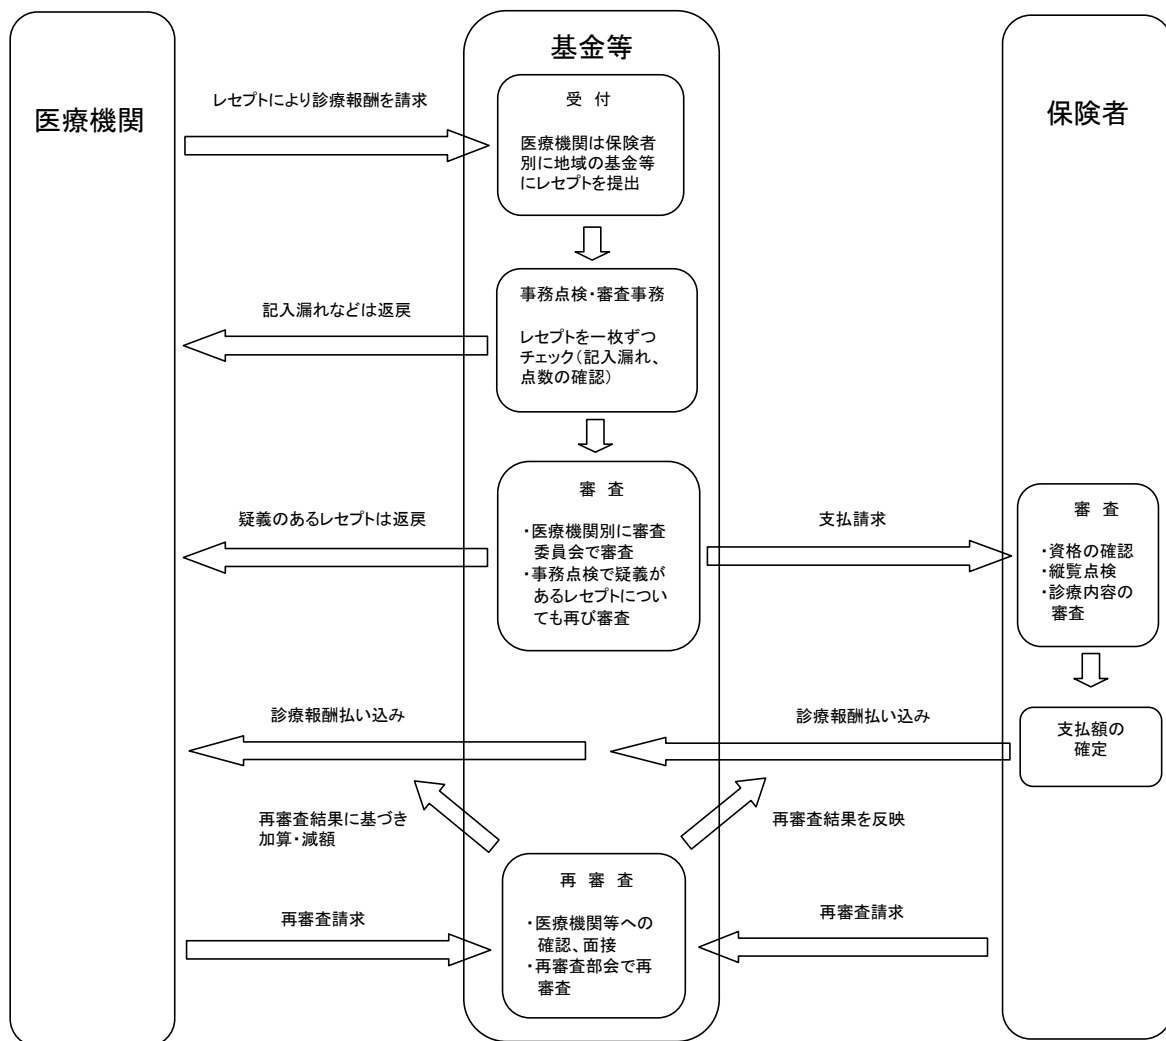 基金等
医療機関
保険者
レセプトにより診療報酬を請求
受 付
医療機関は保険者
別に地域の基金等
にレセプトを提出
記入漏れなどは返戻
事務点検・審査事務
レセプトを一枚ずつ
チェック(記入漏れ、
点数の確認)
疑義のあるレセプトは返戻
審 査
・医療機関別に審査
委員会で審査
・事務点検で疑義が
あるレセプトについ
ても再び審査
支払請求
審 査
・資格の確認
・縦覧点検
・診療内容の
審査
診療報酬払い込み
診療報酬払い込み
支払額の
確定
再審査結果に基づき
加算・減額
再審査結果を反映
再審査請求
再 審 査
・医療機関等への
確認、面接
・再審査部会で再
審査
再審査請求